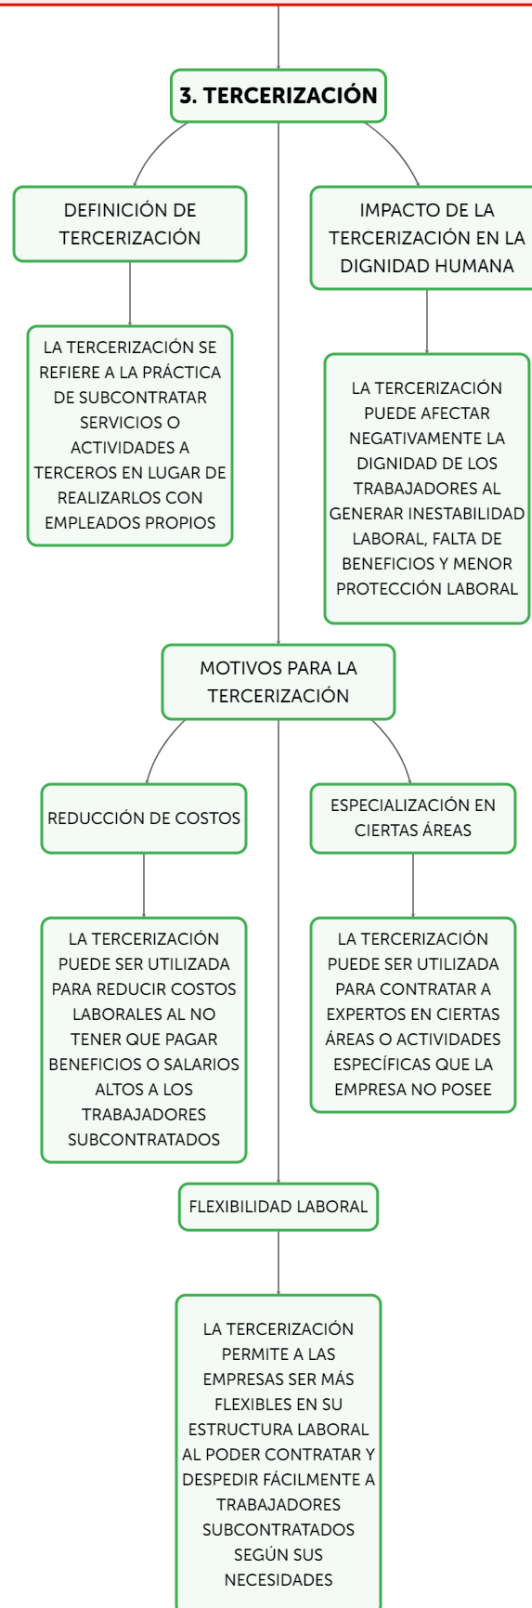 3. TERCERIZACIÓN
DEFINICIÓN DE
TERCERIZACIÓN
LA TERCERIZACIÓN SE
REFIERE A LA PRÁCTICA
DE SUBCONTRATAR
SERVICIOS O
ACTIVIDADES A
TERCEROS EN LUGAR DE
REALIZARLOS CON
EMPLEADOS PROPIOS
IMPACTO DE LA
TERCERIZACIÓN EN LA
DIGNIDAD HUMANA
LA TERCERIZACIÓN
PUEDE AFECTAR
NEGATIVAMENTE LA
DIGNIDAD DE LOS
TRABAJADORES AL
GENERAR INESTABILIDAD
LABORAL, FALTA DE
BENEFICIOS Y MENOR
PROTECCIÓN LABORAL
MOTIVOS PARA LA
TERCERIZACIÓN
REDUCCIÓN DE COSTOS
LA TERCERIZACIÓN
PUEDE SER UTILIZADA
PARA REDUCIR COSTOS
LABORALES AL NO
TENER QUE PAGAR
BENEFICIOS O SALARIOS
ALTOS A LOS
TRABAJADORES
SUBCONTRATADOS
ESPECIALIZACIÓN EN
CIERTAS ÁREAS
LA TERCERIZACIÓN
PUEDE SER UTILIZADA
PARA CONTRATAR A
EXPERTOS EN CIERTAS
ÁREAS O ACTIVIDADES
ESPECÍFICAS QUE LA
EMPRESA NO POSEE
FLEXIBILIDAD LABORAL
LA TERCERIZACIÓN
PERMITE A LAS
EMPRESAS SER MÁS
FLEXIBLES EN SU
ESTRUCTURA LABORAL
AL PODER CONTRATAR Y
DESPEDIR FÁCILMENTE A
TRABAJADORES
SUBCONTRATADOS
SEGÚN SUS
NECESIDADES